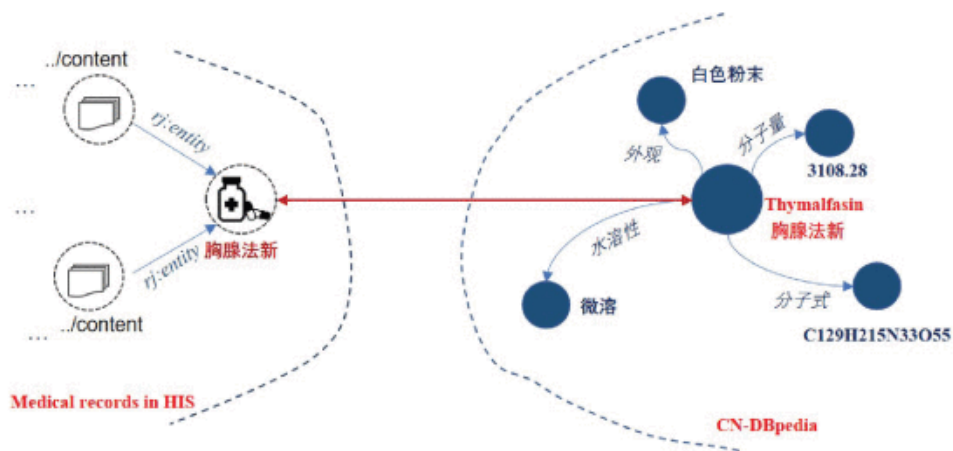 ../content
...
rj:entity
...
胸腺法新
rj:entity
../content
...
Medical records in HIS
白色粉末
外观
分子量
3108.28
Thymalfasin
胸腺法新
水溶性
微溶
分子式
C129H215N33O55
CN-DBpedia